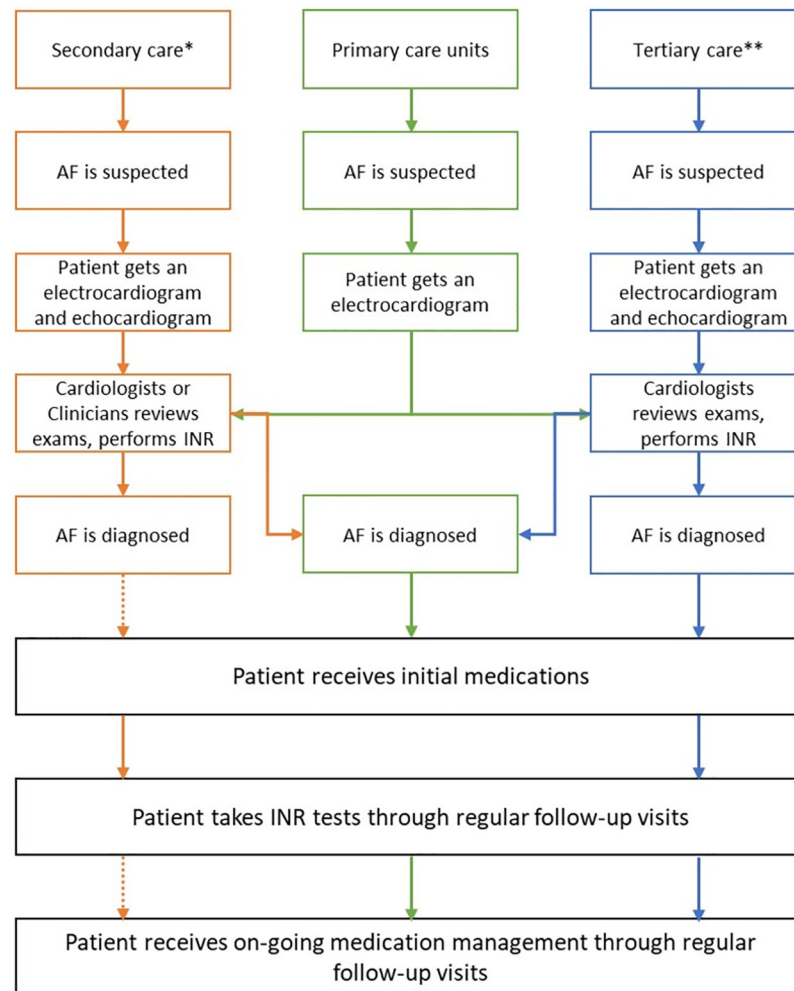 Secondary care*
Primary care units
Tertiary care**
AF is suspected
AF is suspected
AF is suspected
Patient gets an
electrocardiogram
and echocardiogram
Patient gets an
electrocardiogram
Patient gets an
electrocardiogram
and echocardiogram
Cardiologists or
Clinicians reviews
exams, performs INR
Cardiologists
reviews exams,
performs INR
AF is diagnosed
AF is diagnosed
AF is diagnosed
Patient receives initial medications
Patient takes INR tests through regular follow-up visits
Patient receives on-going medication management through regular
follow-up visits